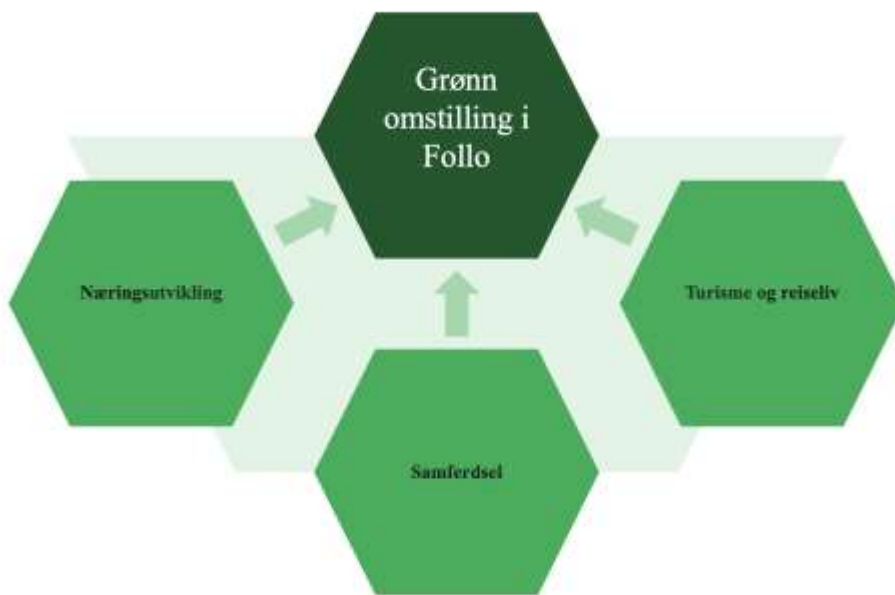 Grønn
omstilling i
Follo
Næringsutvikling
Turisme og reiseliv
Samferdsel